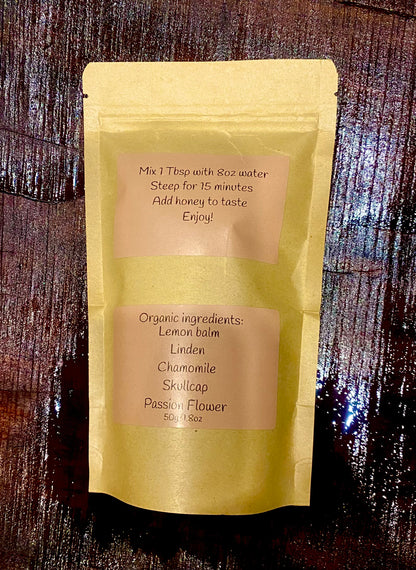 Mix 1 Tbsp with 8oz water
Steep for 15 minutes
Add honey to taste
Enjoy!
Organic ingredients:
Lemon balm
Linden
Chamomile
Skullcap
Passion Flower
50g/1.8oz